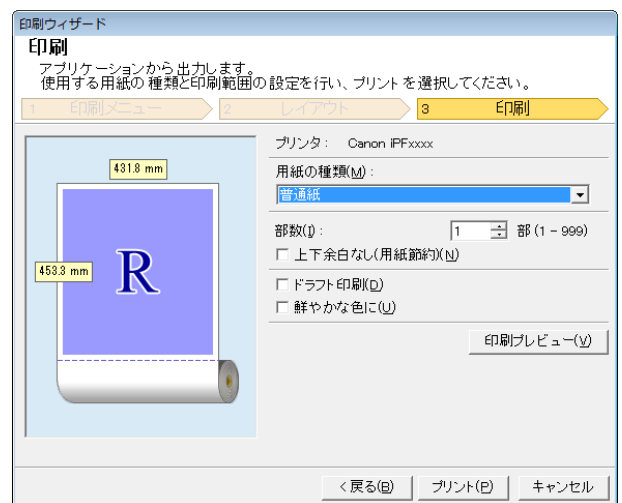 印刷ウィザード
印刷
アプリケーションから出力します。
使用する用紙の種類と印刷範囲の設定を行い、プリントを選択してください。
1 印刷メニュー 2 レイアウト 3 印刷
プリンタ： Canon iPFxxxx
431.8 mm
用紙の種類(M)：
普通紙
部数(I)： 1 部 (1 - 999)
上下余白なし(用紙節約)(N)
453.3 mm
R
ドラフト印刷(D)
鮮やかな色に(U)
印刷プレビュー(V)
< 戻る(B) プリント(P) キャンセル